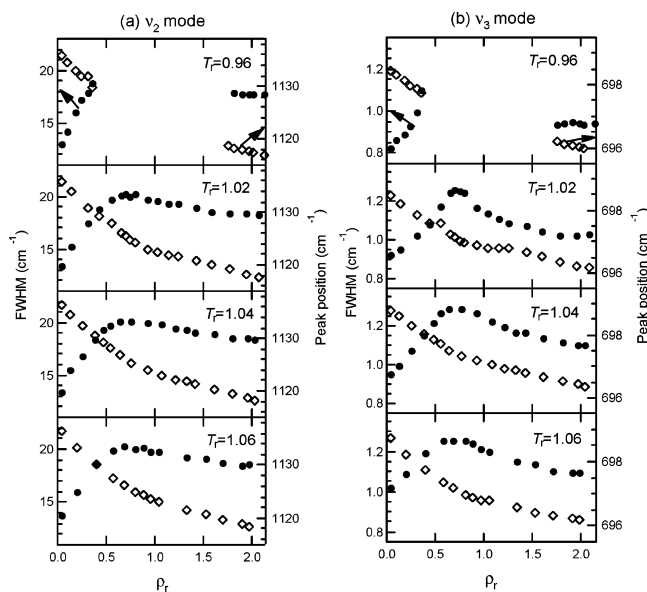 (a) ν2 mode
(b) ν3 mode
FWHM (cm-1)
Peak position (cm-1)
FWHM (cm-1)
Peak position (cm-1)
Tr=0.96
20
15
1130
1120
Tr=1.02
20
15
1130
1120
Tr=1.04
20
15
1130
1120
Tr=1.06
20
15
1130
1120
0.0 0.5 1.0 1.5 2.0
ρr
Tr=0.96
1.2
1.0
0.8
698
696
Tr=1.02
1.2
1.0
0.8
698
696
Tr=1.04
1.2
1.0
0.8
698
696
Tr=1.06
1.2
1.0
0.8
698
696
0.0 0.5 1.0 1.5 2.0
ρr